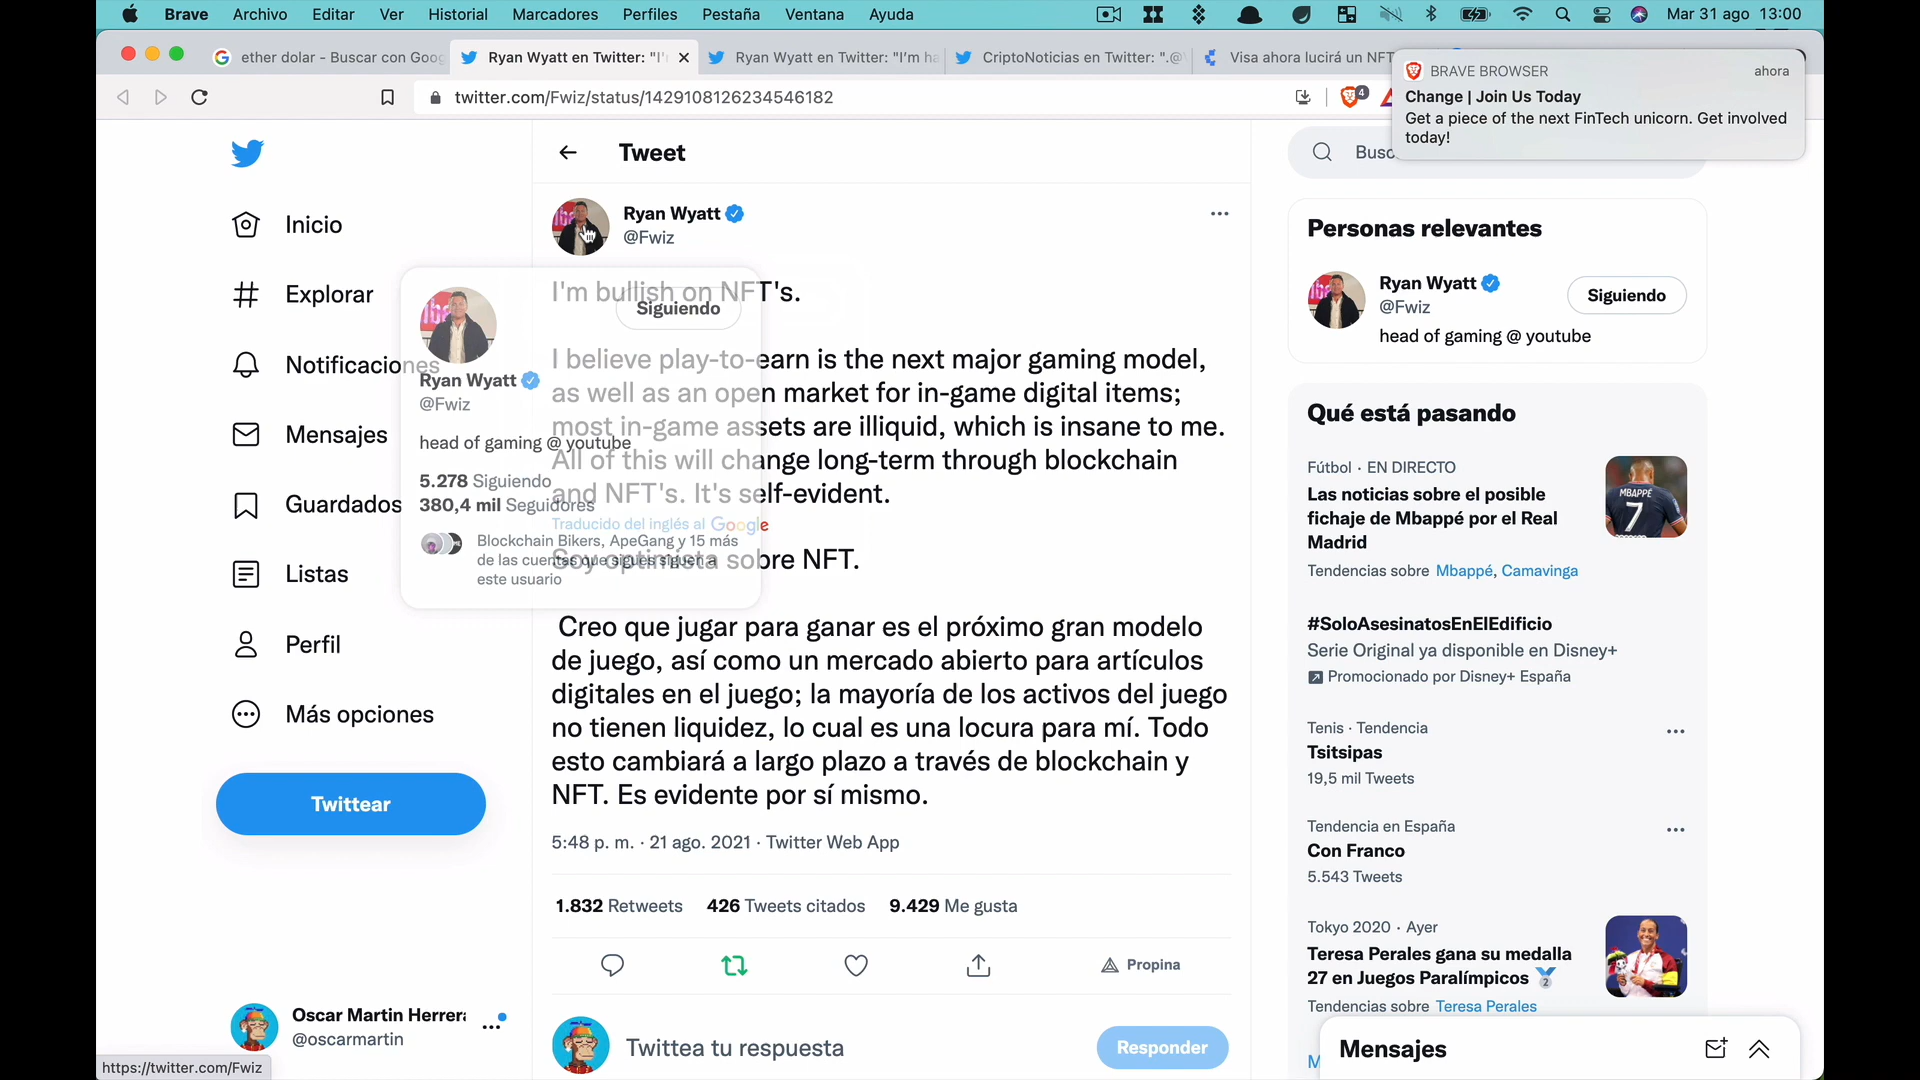 Brave Archivo Editar Ver Historial Marcadores Perfiles Pestaña Ventana Ayuda
Mar 31 ago 13:00
ether dolar - Buscar con Goog
Ryan Wyatt en Twitter: "I'
Ryan Wyatt en Twitter: "I'm ha
CriptoNoticias en Twitter: ".@
Visa ahora lucirá un NFT
twitter.com/Fwiz/status/1429108126234546182
4
BRAVE BROWSER
ahora
Change | Join Us Today
Get a piece of the next FinTech unicorn. Get involved
today!
Inicio
Explorar
Notificaciones
Mensajes
Guardados
Listas
Perfil
Más opciones
Twittear
Oscar Martin Herrera
@oscarmartin
https://twitter.com/Fwiz
Tweet
Ryan Wyatt
@Fwiz
I'm bullish on NFT's.
I believe play-to-earn is the next major gaming model,
as well as an open market for in-game digital items;
most in-game assets are illiquid, which is insane to me.
All of this will change long-term through blockchain
and NFT's. It's self-evident.
Traducido del inglés al Google
Soy optimista sobre NFT.
Creo que jugar para ganar es el próximo gran modelo
de juego, así como un mercado abierto para artículos
digitales en el juego; la mayoría de los activos del juego
no tienen liquidez, lo cual es una locura para mí. Todo
esto cambiará a largo plazo a través de blockchain y
NFT. Es evidente por sí mismo.
5:48 p. m. · 21 ago. 2021 · Twitter Web App
1.832 Retweets 426 Tweets citados 9.429 Me gusta
Propina
Twittea tu respuesta
Responder
Siguiendo
Ryan Wyatt
@Fwiz
head of gaming @ youtube
5.278 Siguiendo
380,4 mil Seguidores
Blockchain Bikers, ApeGang y 15 más
de las cuentas que sigues siguen a
este usuario
Busc
Personas relevantes
Ryan Wyatt
@Fwiz
Siguiendo
head of gaming @ youtube
Qué está pasando
Fútbol · EN DIRECTO
Las noticias sobre el posible
fichaje de Mbappé por el Real
Madrid
MBAPPÉ
7
Tendencias sobre Mbappé, Camavinga
#SoloAsesinatosEnElEdificio
Serie Original ya disponible en Disney+
Promocionado por Disney+ España
Tenis · Tendencia
Tsitsipas
19,5 mil Tweets
Tendencia en España
Con Franco
5.543 Tweets
Tokyo 2020 · Ayer
Teresa Perales gana su medalla
27 en Juegos Paralímpicos
Tendencias sobre Teresa Perales
M
Mensajes